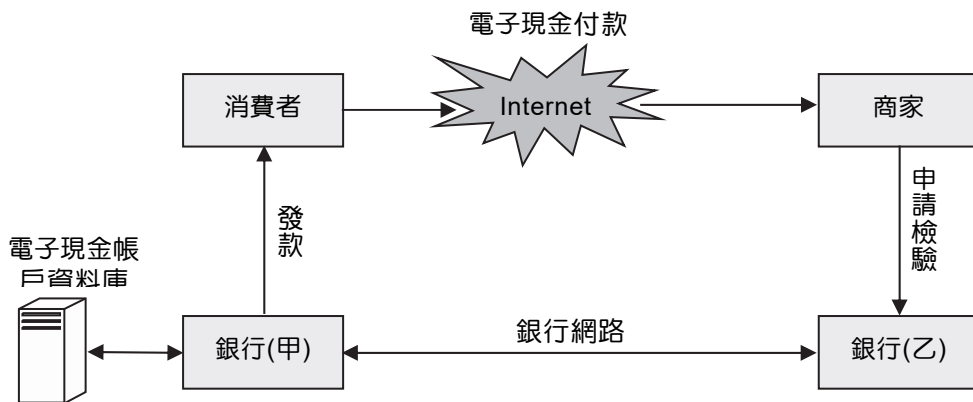 電子現金付款
消費者
Internet
商家
發款
申請檢驗
電子現金帳
戶資料庫
銀行(甲)
銀行網路
銀行(乙)